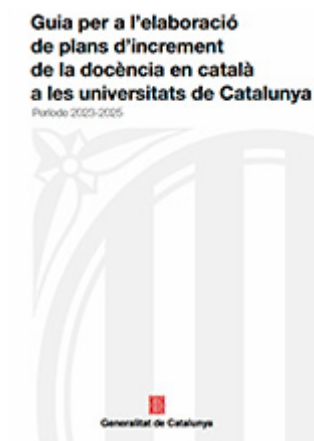 Guia per a l'elaboració
de plans d'increment
de la docència en català
a les universitats de Catalunya
Període 2023-2025
Generalitat de Catalunya